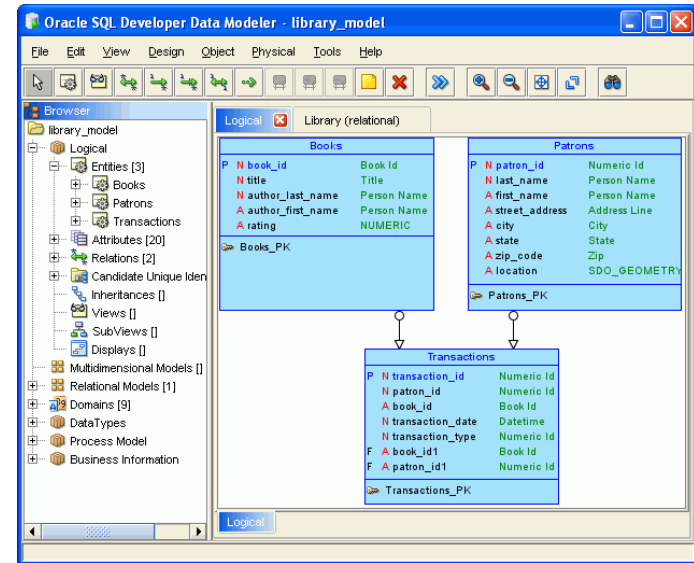 Oracle SQL Developer Data Modeler - library_model
File Edit View Design Object Physical Tools Help
Browser
library_model
Logical
Entities [3]
Books
Patrons
Transactions
Attributes [20]
Relations [2]
Candidate Unique Iden
Inheritances []
Views []
SubViews []
Displays []
Multidimensional Models []
Relational Models [1]
Domains [9]
DataTypes
Process Model
Business Information
Logical Library (relational)
Books
P N book_id Book Id
N title Title
N author_last_name Person Name
A author_first_name Person Name
A rating NUMERIC
Books_PK
Patrons
P N patron_id Numeric Id
N last_name Person Name
A first_name Person Name
A street_address Address Line
A city City
A state State
A zip_code Zip
A location SDO_GEOMETRY
Patrons_PK
Transactions
P N transaction_id Numeric Id
N patron_id Numeric Id
A book_id Book Id
N transaction_date Datetime
N transaction_type Numeric Id
F A book_id1 Book Id
F A patron_id1 Numeric Id
Transactions_PK
Logical